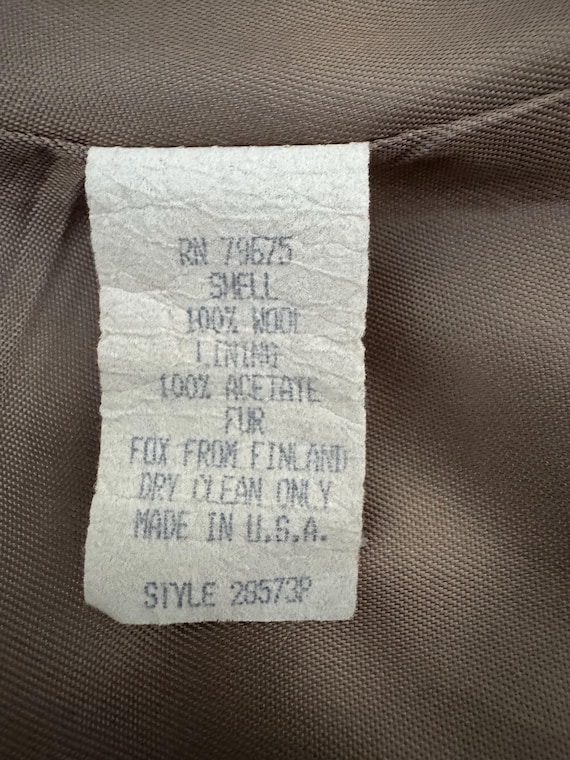 RN 79675
SHELL
100% WOOL
LINING
100% ACETATE
FUR
FOX FROM FINLAND
DRY CLEAN ONLY
MADE IN U.S.A.
STYLE 28573P